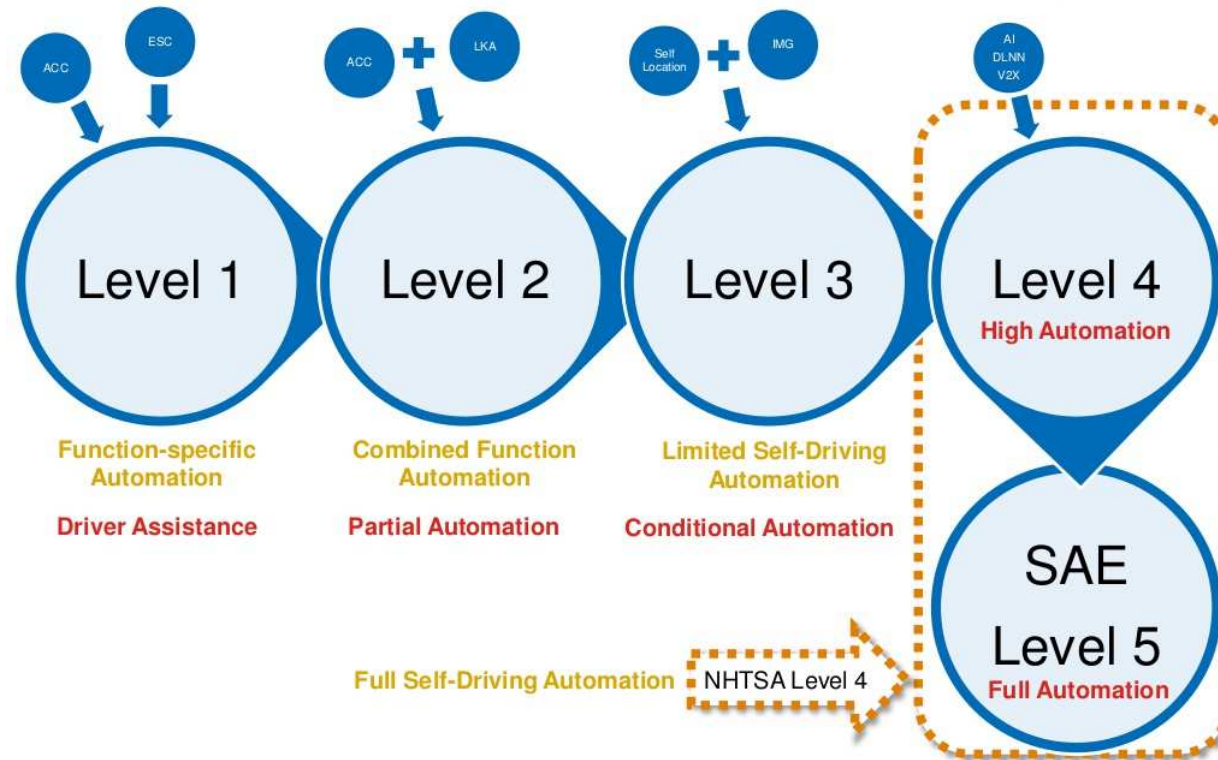 ACC
ESC
ACC
LKA
Self
Location
IMG
AI
DLNN
V2X
Level 1
Level 2
Level 3
Level 4
High Automation
Function-specific
Automation
Driver Assistance
Combined Function
Automation
Partial Automation
Limited Self-Driving
Automation
Conditional Automation
SAE
Level 5
Full Automation
Full Self-Driving Automation
NHTSA Level 4